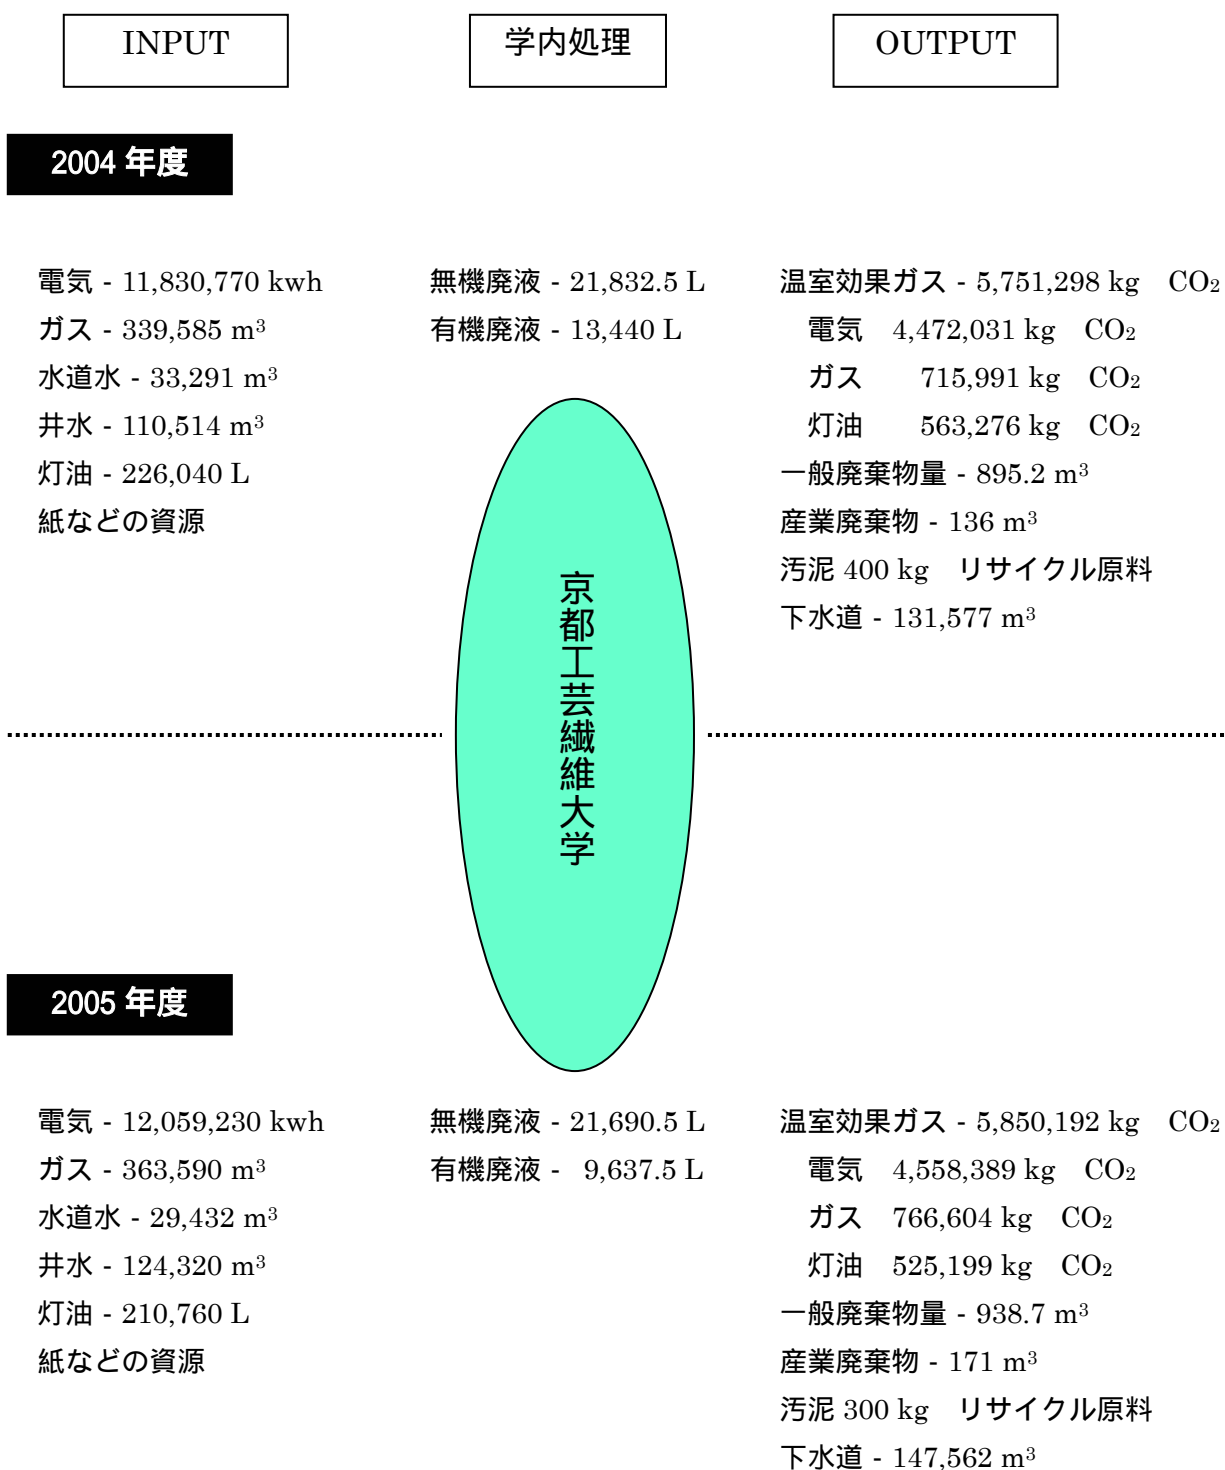 INPUT
学内処理
OUTPUT
2004 年度
電気 - 11,830,770 kwh
ガス - 339,585 m³
水道水 - 33,291 m³
井水 - 110,514 m³
灯油 - 226,040 L
紙などの資源
無機廃液 - 21,832.5 L
有機廃液 - 13,440 L
温室効果ガス - 5,751,298 kg CO₂
電気 4,472,031 kg CO₂
ガス 715,991 kg CO₂
灯油 563,276 kg CO₂
一般廃棄物量 - 895.2 m³
産業廃棄物 - 136 m³
汚泥 400 kg リサイクル原料
下水道 - 131,577 m³
京都工芸繊維大学
2005 年度
電気 - 12,059,230 kwh
ガス - 363,590 m³
水道水 - 29,432 m³
井水 - 124,320 m³
灯油 - 210,760 L
紙などの資源
無機廃液 - 21,690.5 L
有機廃液 - 9,637.5 L
温室効果ガス - 5,850,192 kg CO₂
電気 4,558,389 kg CO₂
ガス 766,604 kg CO₂
灯油 525,199 kg CO₂
一般廃棄物量 - 938.7 m³
産業廃棄物 - 171 m³
汚泥 300 kg リサイクル原料
下水道 - 147,562 m³